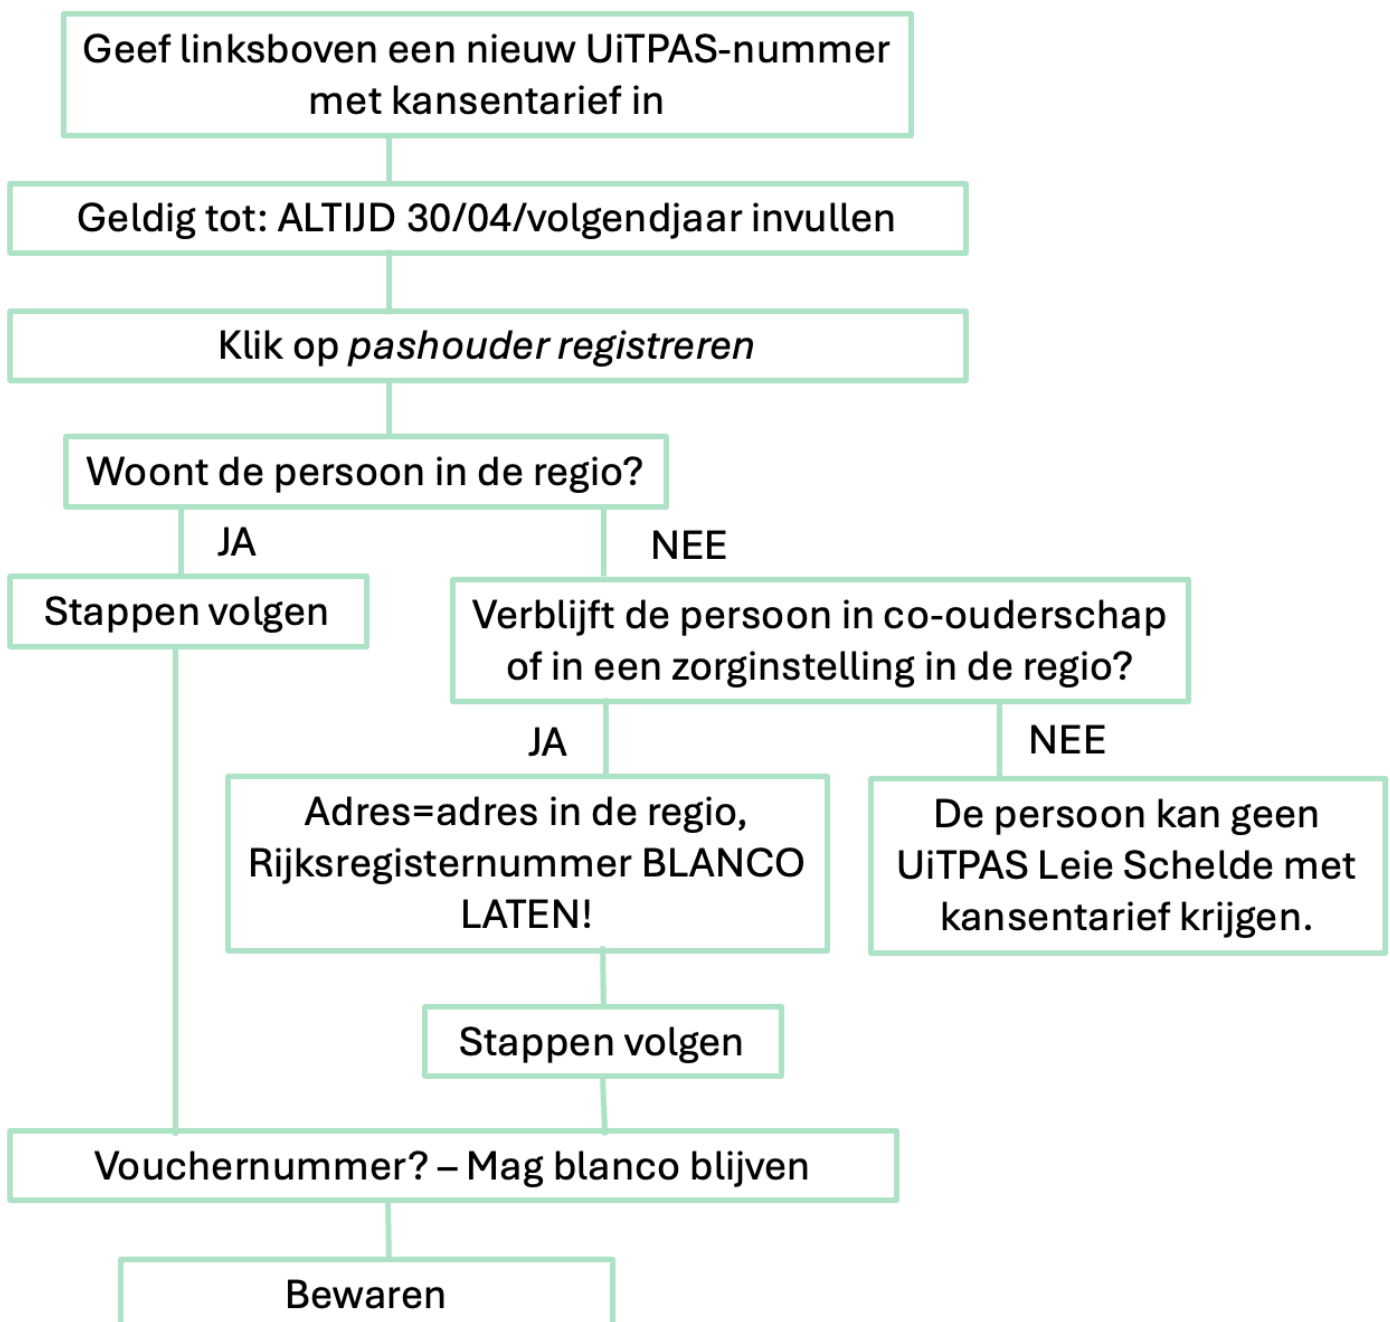 Geef linksboven een nieuw UiTPAS-nummer
met kansentarief in
Geldig tot: ALTIJD 30/04/volgendjaar invullen
Klik op pashouder registreren
Woont de persoon in de regio?
JA
NEE
Stappen volgen
Verblijft de persoon in co-ouderschap
of in een zorginstelling in de regio?
JA
NEE
Adres=adres in de regio,
Rijksregisternummer BLANCO
LATEN!
De persoon kan geen
UiTPAS Leie Schelde met
kansentarief krijgen.
Stappen volgen
Vouchernummer? – Mag blanco blijven
Bewaren